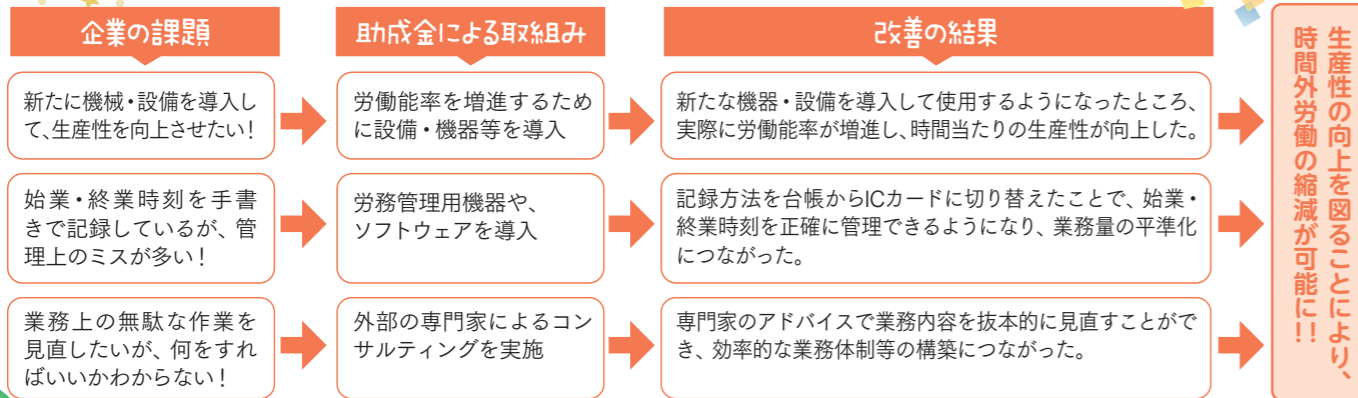 企業の課題
助成金による取組み
改善の結果
新たに機械・設備を導入し
て、生産性を向上させたい!
労働能率を増進するため
に設備・機器等を導入
新たな機器・設備を導入して使用するようになったところ、
実際に労働能率が増進し、時間当たりの生産性が向上した。
始業・終業時刻を手書
きで記録しているが、管
理上のミスが多い!
労務管理用機器や、
ソフトウェアを導入
記録方法を台帳からICカードに切り替えたことで、始業・
終業時刻を正確に管理できるようになり、業務量の平準化
につながった。
業務上の無駄な作業を
見直したいが、何をすれ
ばいいかわからない!
外部の専門家によるコン
サルティングを実施
専門家のアドバイスで業務内容を抜本的に見直すことがで
き、効率的な業務体制等の構築につながった。
生産性の向上を図ることにより、
時間外労働の縮減が可能に!!